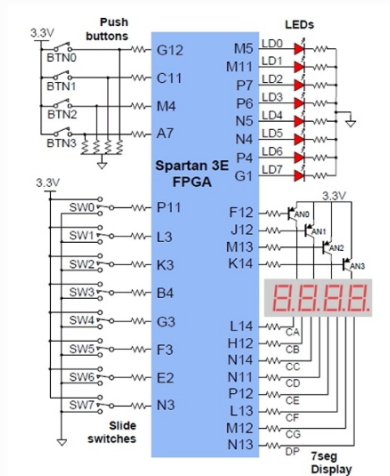 Push
buttons
LEDs
3.3V
BTN0
BTN1
BTN2
BTN3
G12
C11
M4
A7
M5
M11
P7
P6
N5
N4
P4
G1
LD0
LD1
LD2
LD3
LD4
LD5
LD6
LD7
Spartan 3E
FPGA
3.3V
SW0
SW1
SW2
SW3
SW4
SW5
SW6
SW7
P11
L3
K3
B4
G3
F3
E2
N3
Slide
switches
3.3V
F12
J12
M13
K14
AN0
AN1
AN2
AN3
8.8.8.8.
L14
H12
N14
N11
P12
L13
M12
N13
CA
CB
CC
CD
CE
CF
CG
DP
7seg
Display